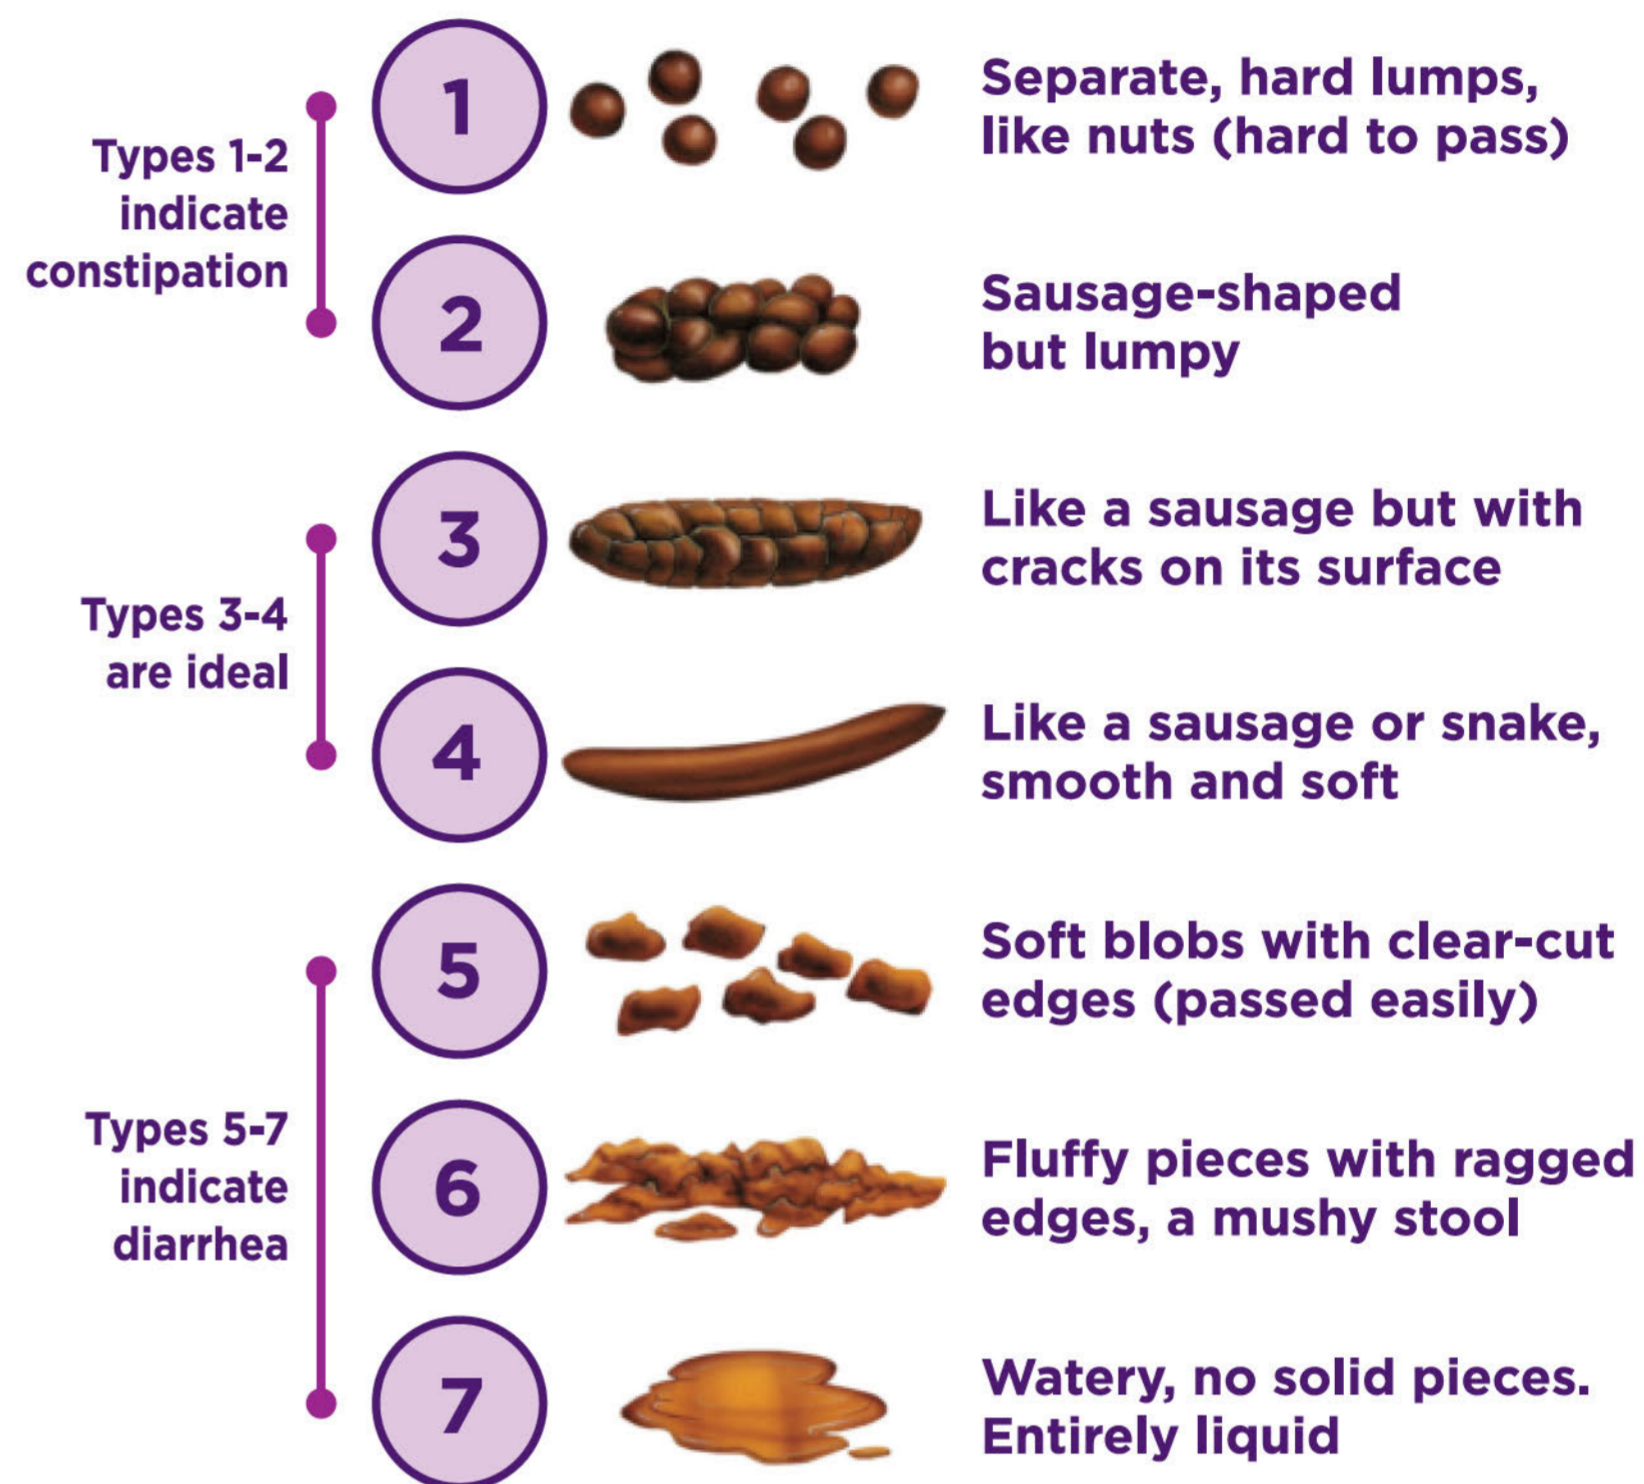 Types 1-2
indicate
constipation
1
Separate, hard lumps,
like nuts (hard to pass)
2
Sausage-shaped
but lumpy
Types 3-4
are ideal
3
Like a sausage but with
cracks on its surface
4
Like a sausage or snake,
smooth and soft
Types 5-7
indicate
diarrhea
5
Soft blobs with clear-cut
edges (passed easily)
6
Fluffy pieces with ragged
edges, a mushy stool
7
Watery, no solid pieces.
Entirely liquid